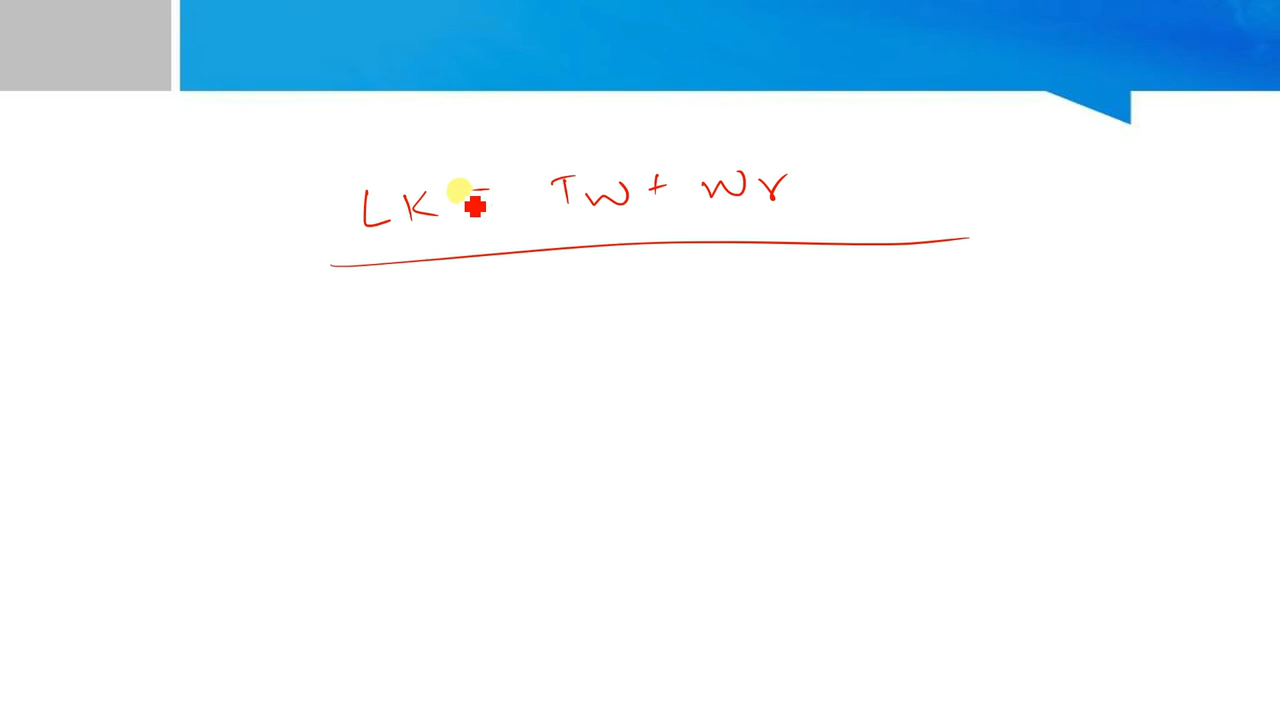 LK = Tw + Wr